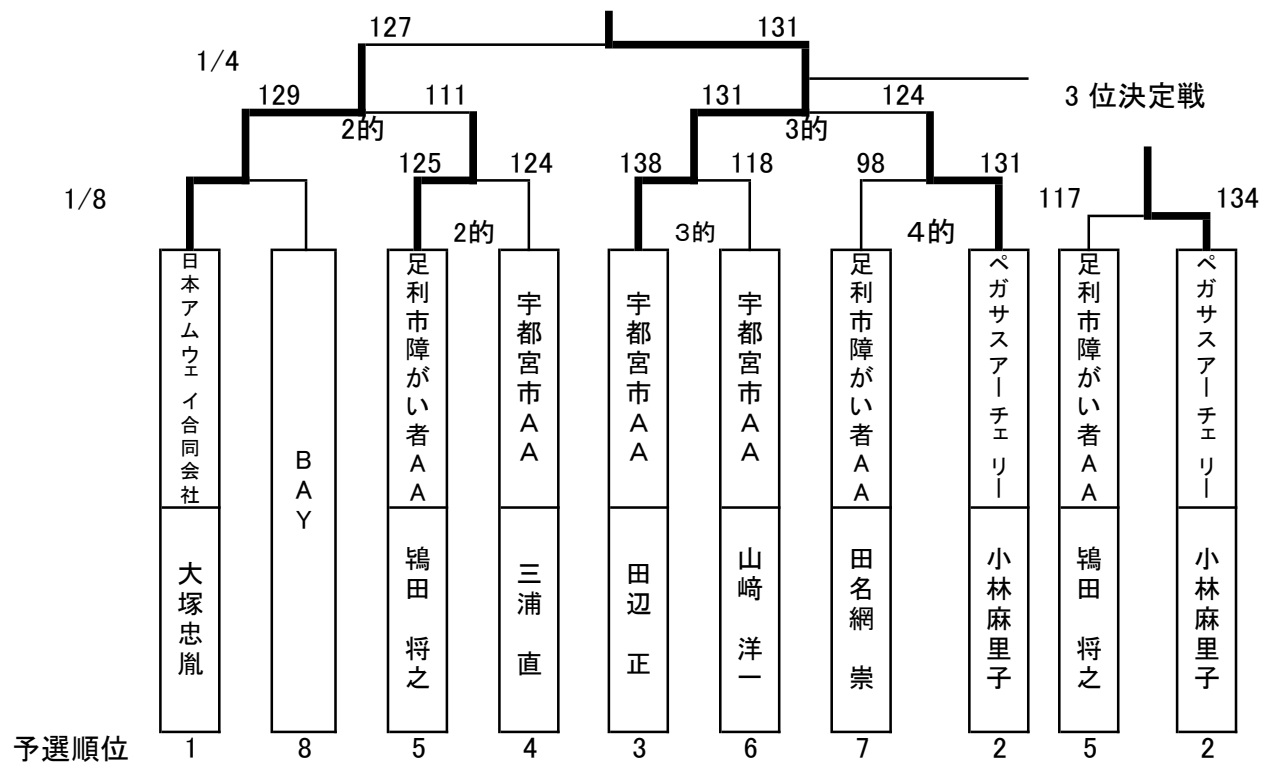 127 131
1/4
129 111 131 124 3位決定戦
2的 3的
125 124 138 118 98 131
1/8 117 134
2的 3的 4的
日本アムウェイ合同会社
BAY
足利市障がい者AA
宇都宮市AA
宇都宮市AA
宇都宮市AA
足利市障がい者AA
ペガサスアーチェリー
足利市障がい者AA
ペガサスアーチェリー
大塚忠胤
鴇田 将之
三浦 直
田辺 正
山﨑 洋一
田名網 崇
小林麻里子
鴇田 将之
小林麻里子
予選順位 1 8 5 4 3 6 7 2 5 2